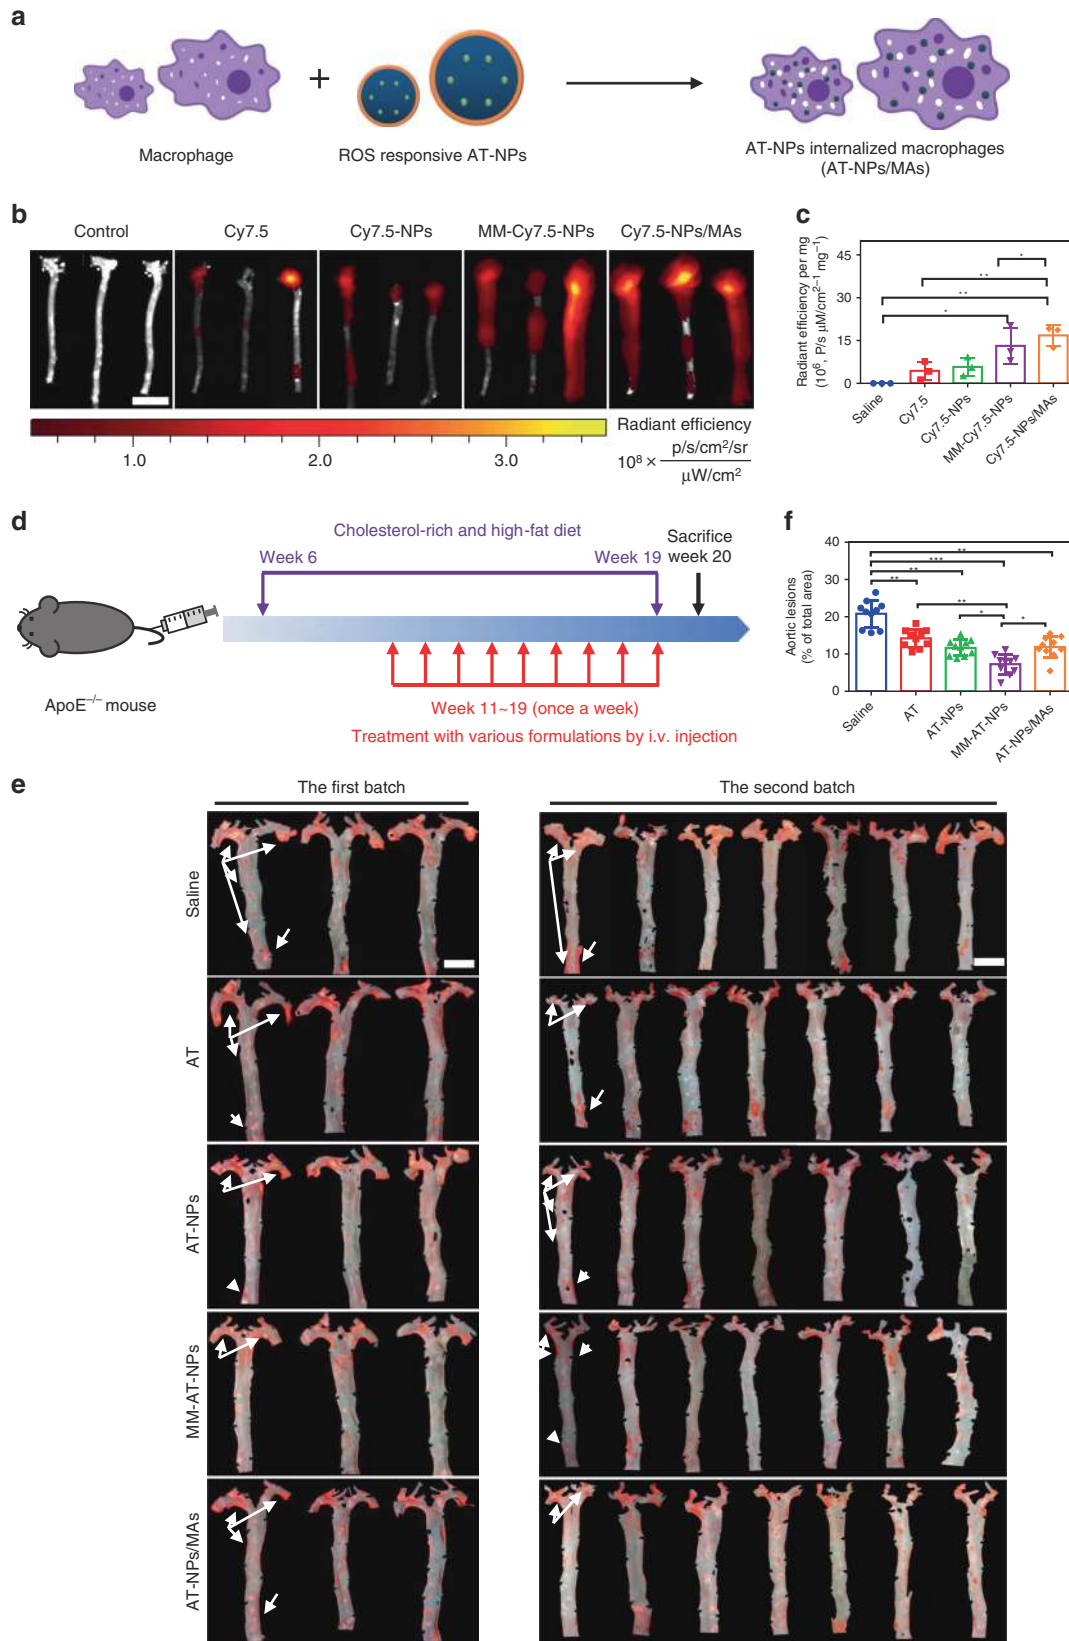 a
Macrophage
+
ROS responsive AT-NPs
AT-NPs internalized macrophages
(AT-NPs/MAs)
b
Control
Cy7.5
Cy7.5-NPs
MM-Cy7.5-NPs
Cy7.5-NPs/MAs
1.0
2.0
3.0
Radiant efficiency
10⁸ × p/s/cm²/sr
μW/cm²
c
Radiant efficiency per mg
(10⁶, P/s μM/cm²⁻¹ mg⁻¹)
45
30
15
0
*
**
**
*
Saline
Cy7.5
Cy7.5-NPs
MM-Cy7.5-NPs
Cy7.5-NPs/MAs
d
Cholesterol-rich and high-fat diet
Week 6
Week 19
Sacrifice
week 20
ApoE⁻/⁻ mouse
Week 11~19 (once a week)
Treatment with various formulations by i.v. injection
f
Aortic lesions
(% of total area)
40
30
20
10
0
**
***
**
**
**
*
*
Saline
AT
AT-NPs
MM-AT-NPs
AT-NPs/MAs
e
The first batch
The second batch
Saline
AT
AT-NPs
MM-AT-NPs
AT-NPs/MAs